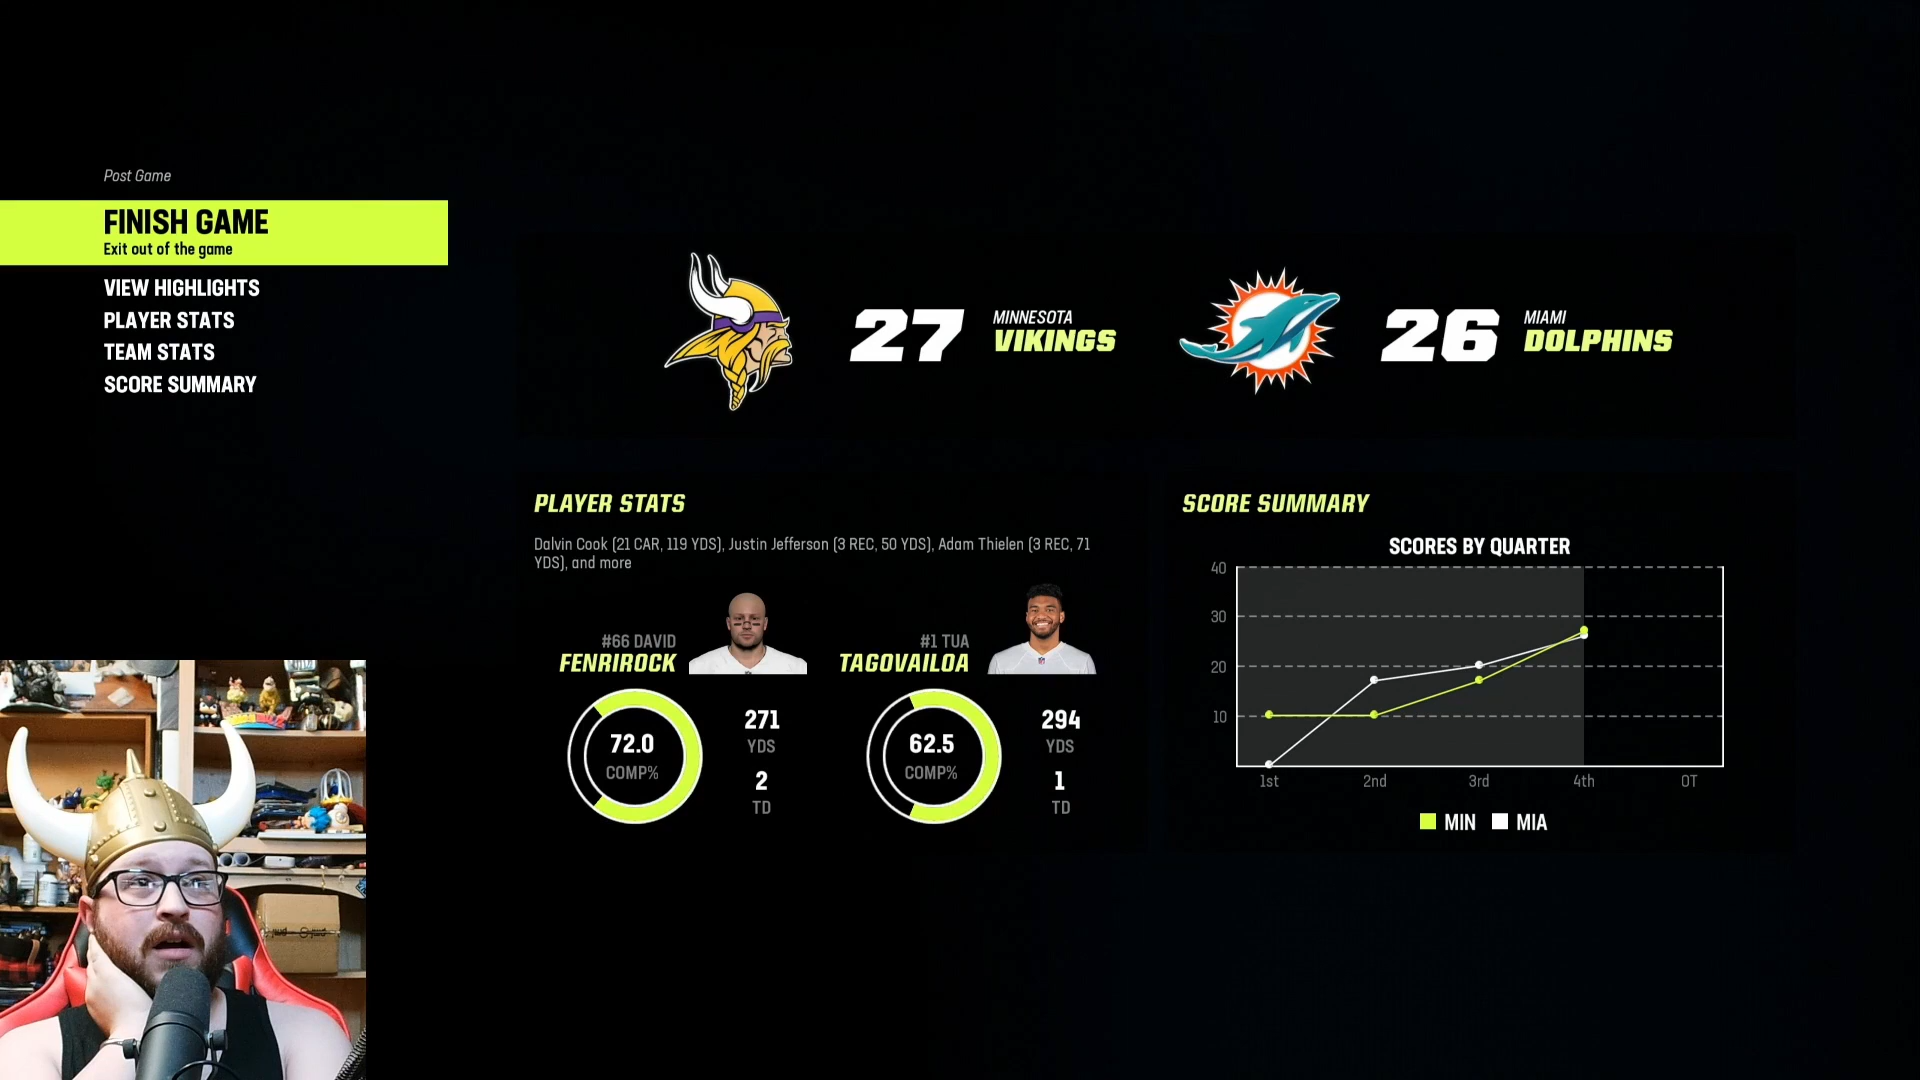 Post Game
FINISH GAME
Exit out of the game
VIEW HIGHLIGHTS
PLAYER STATS
TEAM STATS
SCORE SUMMARY
27
MINNESOTA
VIKINGS
26
MIAMI
DOLPHINS
PLAYER STATS
Dalvin Cook (21 CAR, 119 YDS), Justin Jefferson (3 REC, 50 YDS), Adam Thielen (3 REC, 71
YDS), and more
#66 DAVID
FENRIROCK
72.0
COMP%
271
YDS
2
TD
#1 TUA
TAGOVAILOA
62.5
COMP%
294
YDS
1
TD
SCORE SUMMARY
SCORES BY QUARTER
40
30
20
10
1st 2nd 3rd 4th OT
MIN MIA